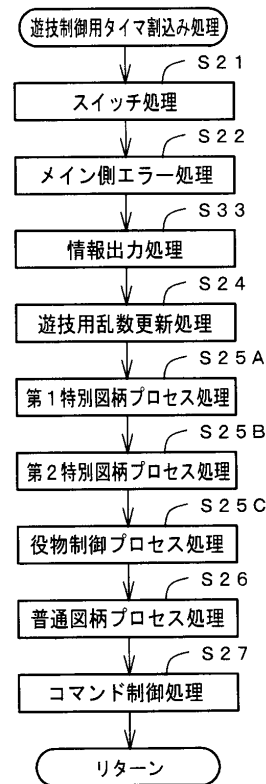 遊技制御用タイマ割込み処理
S21
スイッチ処理
S22
メイン側エラー処理
S33
情報出力処理
S24
遊技用乱数更新処理
S25A
第1特別図柄プロセス処理
S25B
第2特別図柄プロセス処理
S25C
役物制御プロセス処理
S26
普通図柄プロセス処理
S27
コマンド制御処理
リターン